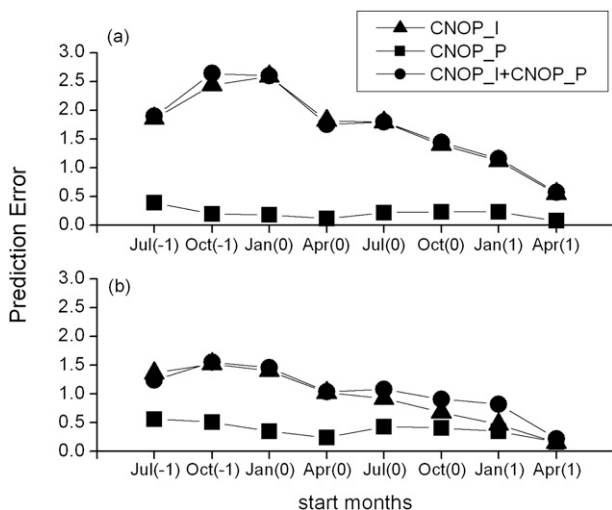 CNOP_I
CNOP_P
CNOP_I+CNOP_P
(a)
3.0
2.5
2.0
1.5
1.0
0.5
0.0
Jul(-1) Oct(-1) Jan(0) Apr(0) Jul(0) Oct(0) Jan(1) Apr(1)
Prediction Error
(b)
3.0
2.5
2.0
1.5
1.0
0.5
0.0
Jul(-1) Oct(-1) Jan(0) Apr(0) Jul(0) Oct(0) Jan(1) Apr(1)
start months